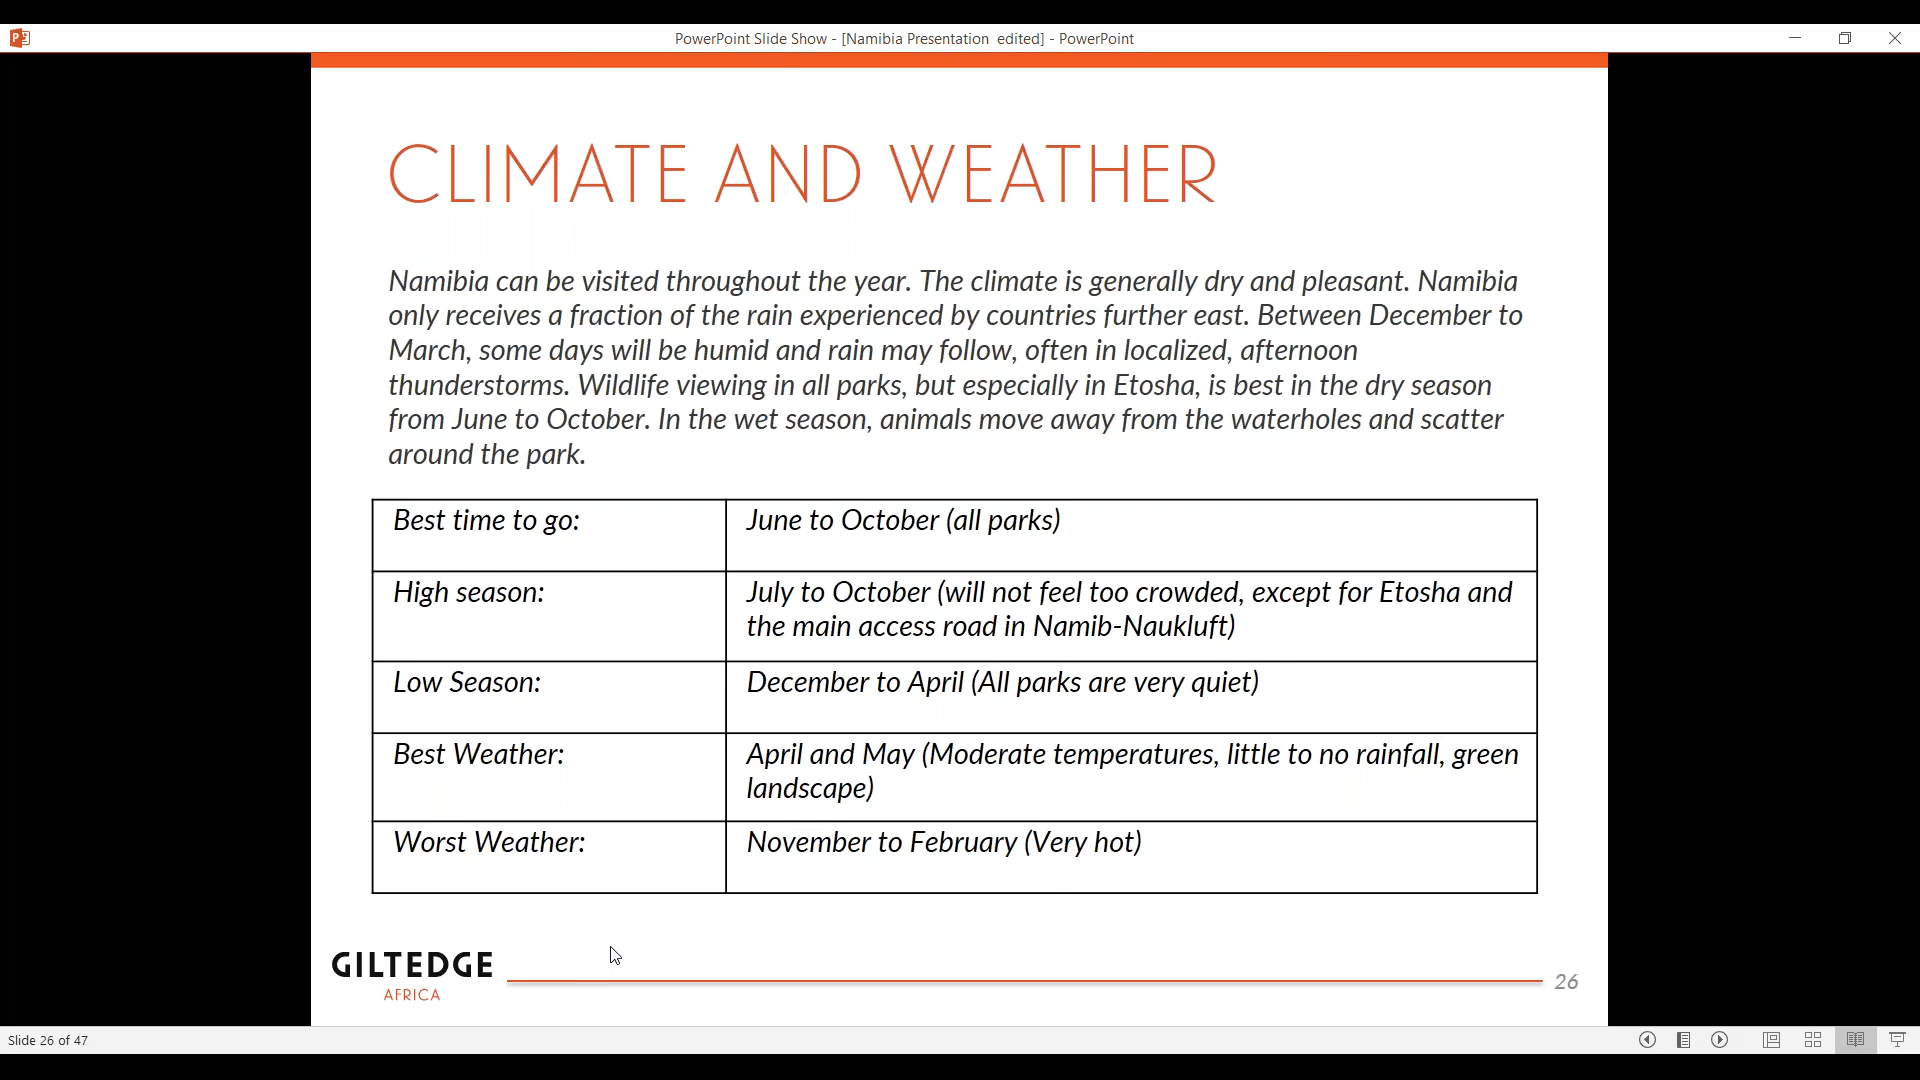 PowerPoint Slide Show - [Namibia Presentation  edited] - PowerPoint
CLIMATE AND WEATHER
Namibia can be visited throughout the year. The climate is generally dry and pleasant. Namibia
only receives a fraction of the rain experienced by countries further east. Between December to
March, some days will be humid and rain may follow, often in localized, afternoon
thunderstorms. Wildlife viewing in all parks, but especially in Etosha, is best in the dry season
from June to October. In the wet season, animals move away from the waterholes and scatter
around the park.
Best time to go:
June to October (all parks)
High season:
July to October (will not feel too crowded, except for Etosha and
the main access road in Namib-Naukluft)
Low Season:
December to April (All parks are very quiet)
Best Weather:
April and May (Moderate temperatures, little to no rainfall, green
landscape)
Worst Weather:
November to February (Very hot)
GILTEDGE
AFRICA
26
Slide 26 of 47